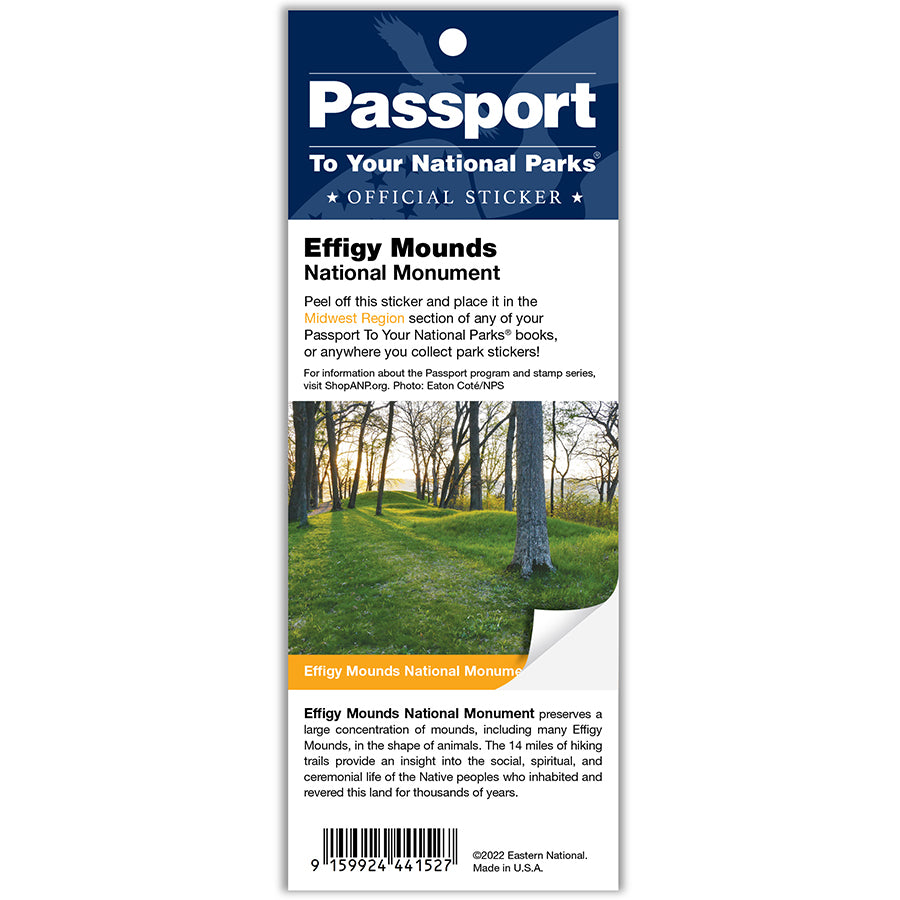 Passport
To Your National Parks®
★ OFFICIAL STICKER ★
Effigy Mounds
National Monument
Peel off this sticker and place it in the
Midwest Region section of any of your
Passport To Your National Parks® books,
or anywhere you collect park stickers!
For information about the Passport program and stamp series,
visit ShopANP.org. Photo: Eaton Coté/NPS
Effigy Mounds National Monume
Effigy Mounds National Monument preserves a
large concentration of mounds, including many Effigy
Mounds, in the shape of animals. The 14 miles of hiking
trails provide an insight into the social, spiritual, and
ceremonial life of the Native peoples who inhabited and
revered this land for thousands of years.
9 159924 441527
©2022 Eastern National.
Made in U.S.A.